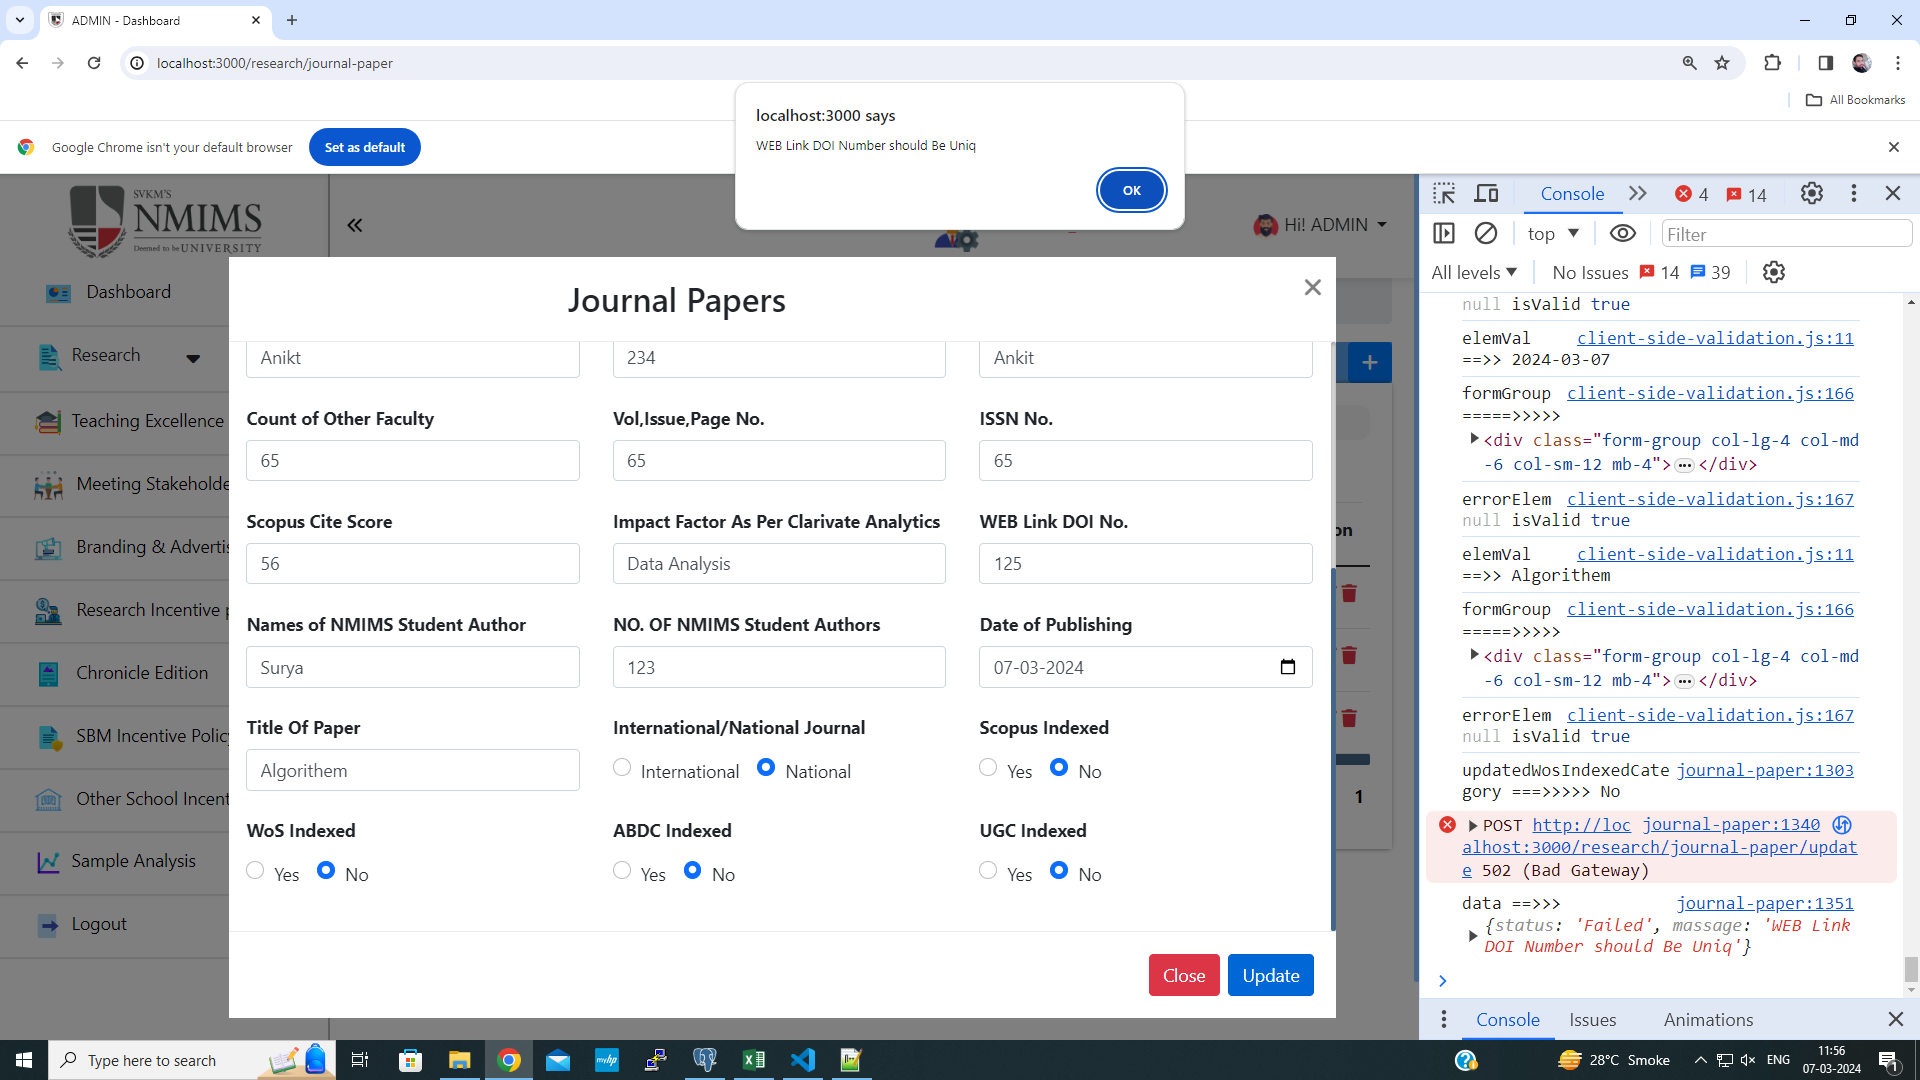 ADMIN - Dashboard
localhost:3000/research/journal-paper
All Bookmarks
Google Chrome isn't your default browser
Set as default
localhost:3000 says
WEB Link DOI Number should Be Uniq
OK
SVKM'S
NMIMS
Deemed to be UNIVERSITY
Hi! ADMIN
Dashboard
Research
Teaching Excellence
Meeting Stakeholde
Branding & Advertis
Research Incentive p
Chronicle Edition
SBM Incentive Policy
Other School Incent
Sample Analysis
Logout
Journal Papers
Anikt
234
Ankit
Count of Other Faculty
Vol,Issue,Page No.
ISSN No.
65
65
65
Scopus Cite Score
Impact Factor As Per Clarivate Analytics
WEB Link DOI No.
56
Data Analysis
125
Names of NMIMS Student Author
NO. OF NMIMS Student Authors
Date of Publishing
Surya
123
07-03-2024
Title Of Paper
International/National Journal
Scopus Indexed
Algorithem
International
National
Yes
No
WoS Indexed
ABDC Indexed
UGC Indexed
Yes
No
Yes
No
Yes
No
Close
Update
on
1
Console
4
14
top
Filter
All levels
No Issues
14
39
null isValid true
elemVal client-side-validation.js:11
==>> 2024-03-07
formGroup client-side-validation.js:166
=====>>>>>
<div class="form-group col-lg-4 col-md
-6 col-sm-12 mb-4">…</div>
errorElem client-side-validation.js:167
null isValid true
elemVal client-side-validation.js:11
==>> Algorithem
formGroup client-side-validation.js:166
=====>>>>>
<div class="form-group col-lg-4 col-md
-6 col-sm-12 mb-4">…</div>
errorElem client-side-validation.js:167
null isValid true
updatedWosIndexedCate journal-paper:1303
gory ===>>>>> No
POST http://loc journal-paper:1340
alhost:3000/research/journal-paper/updat
e 502 (Bad Gateway)
data ==>>> journal-paper:1351
{status: 'Failed', massage: 'WEB Link
DOI Number should Be Uniq'}
Console
Issues
Animations
Type here to search
myhp
28°C Smoke
ENG
11:56
07-03-2024
1